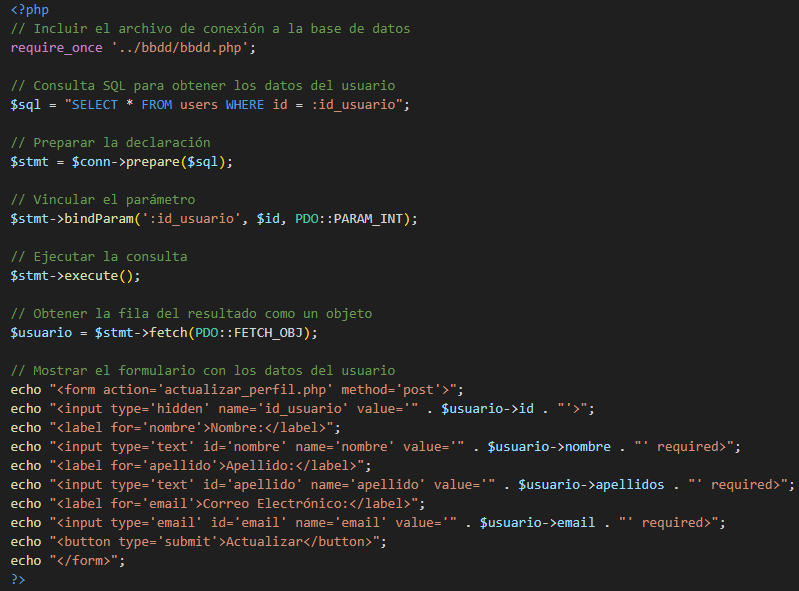 <?php
// Incluir el archivo de conexión a la base de datos
require_once '../bbdd/bbdd.php';
// Consulta SQL para obtener los datos del usuario
$sql = "SELECT * FROM users WHERE id = :id_usuario";
// Preparar la declaración
$stmt = $conn->prepare($sql);
// Vincular el parámetro
$stmt->bindParam(':id_usuario', $id, PDO::PARAM_INT);
// Ejecutar la consulta
$stmt->execute();
// Obtener la fila del resultado como un objeto
$usuario = $stmt->fetch(PDO::FETCH_OBJ);
// Mostrar el formulario con los datos del usuario
echo "<form action='actualizar_perfil.php' method='post'>";
echo "<input type='hidden' name='id_usuario' value='" . $usuario->id . "'>";
echo "<label for='nombre'>Nombre:</label>";
echo "<input type='text' id='nombre' name='nombre' value='" . $usuario->nombre . "' required>";
echo "<label for='apellido'>Apellido:</label>";
echo "<input type='text' id='apellido' name='apellido' value='" . $usuario->apellidos . "' required>";
echo "<label for='email'>Correo Electrónico:</label>";
echo "<input type='email' id='email' name='email' value='" . $usuario->email . "' required>";
echo "<button type='submit'>Actualizar</button>";
echo "</form>";
?>